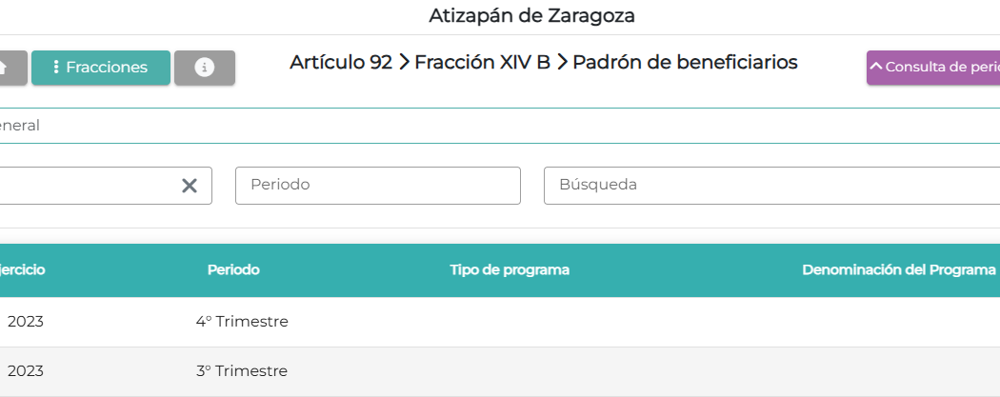 Atizapán de Zaragoza
Fracciones
Artículo 92 > Fracción XIV B > Padrón de beneficiarios
Consulta de perio
eneral
Periodo
Búsqueda
jercicio Periodo Tipo de programa Denominación del Programa
2023 4° Trimestre
2023 3° Trimestre